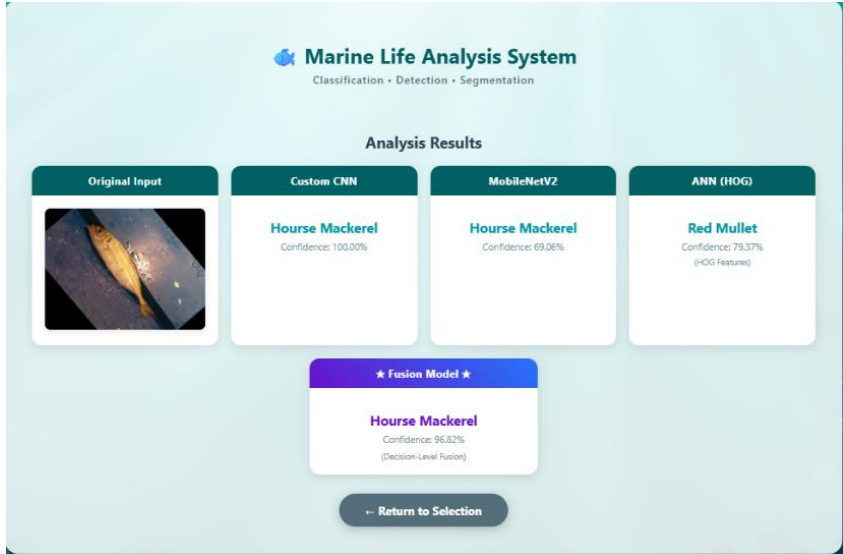 Marine Life Analysis System
Classification • Detection • Segmentation
Analysis Results
Original Input
Custom CNN
Hourse Mackerel
Confidence: 100.00%
MobileNetV2
Hourse Mackerel
Confidence: 69.06%
ANN (HOG)
Red Mullet
Confidence: 79.37%
(HOG Features)
★ Fusion Model ★
Hourse Mackerel
Confidence: 96.82%
(Decision-Level Fusion)
← Return to Selection